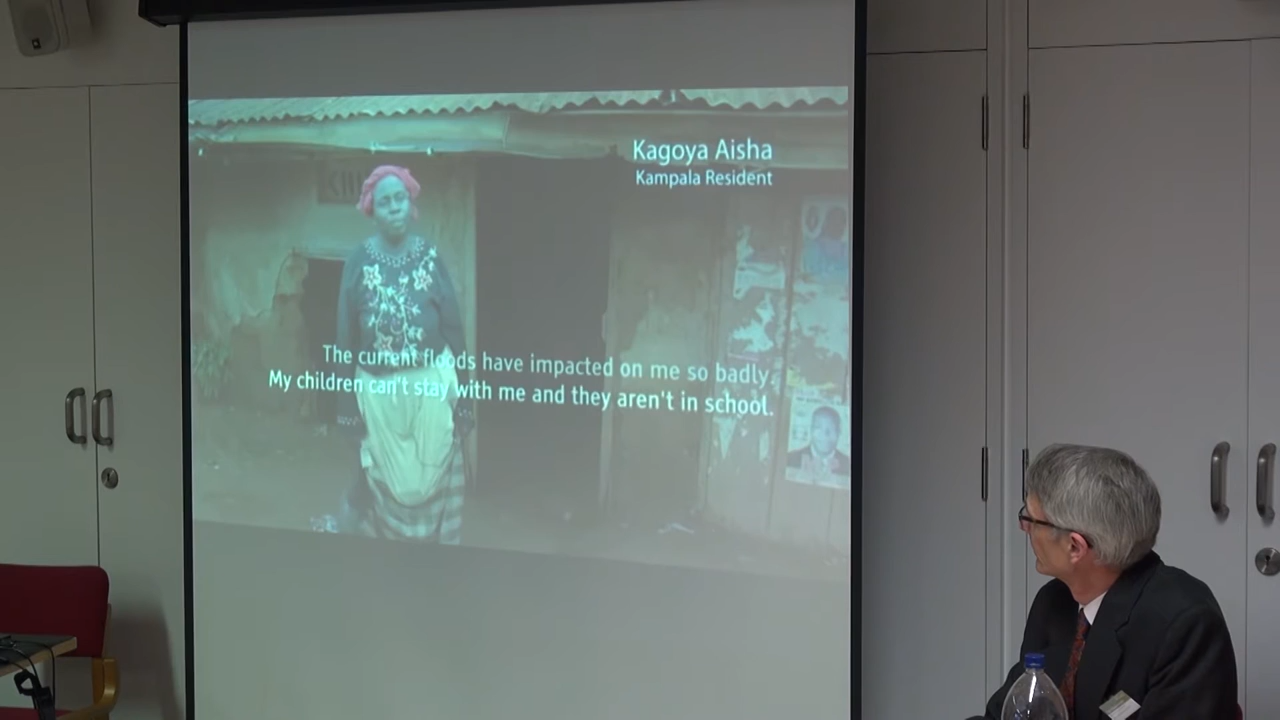 Kagoya Aisha
Kampala Resident
The current floods have impacted on me so badly.
My children can't stay with me and they aren't in school.